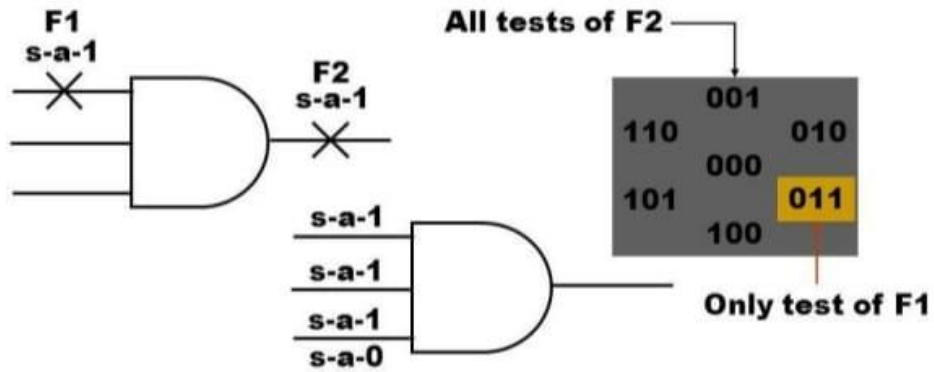 F1
s-a-1
F2
s-a-1
All tests of F2
001
110 010
000
101 011
100
Only test of F1
s-a-1
s-a-1
s-a-1
s-a-0